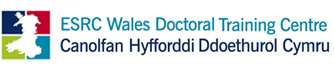 ESRC Wales Doctoral Training Centre
Canolfan Hyfforddi Ddoethurol Cymru